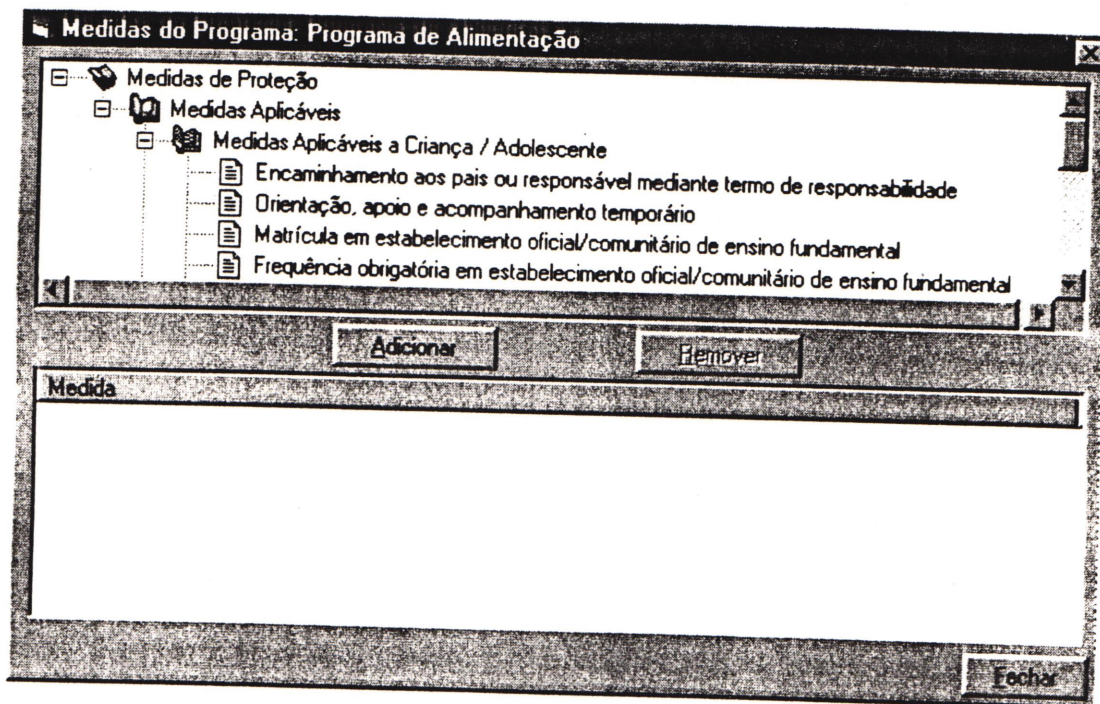 Medidas do Programa: Programa de Alimentação
Medidas de Proteção
Medidas Aplicáveis
Medidas Aplicáveis a Criança / Adolescente
Encaminhamento aos pais ou responsável mediante termo de responsabilidade
Orientação, apoio e acompanhamento temporário
Matrícula em estabelecimento oficial/comunitário de ensino fundamental
Frequência obrigatória em estabelecimento oficial/comunitário de ensino fundamental
Adicionar
Remover
Medida
Fechar